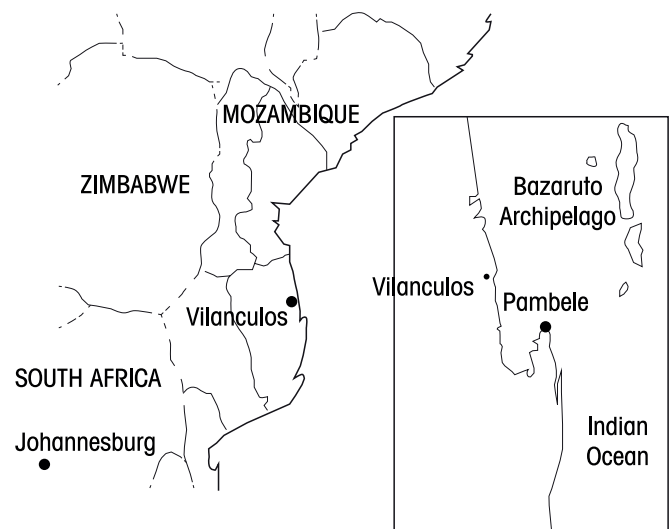 MOZAMBIQUE
ZIMBABWE
Vilanculos
SOUTH AFRICA
Johannesburg
Bazaruto
Archipelago
Vilanculos
Pambele
Indian
Ocean